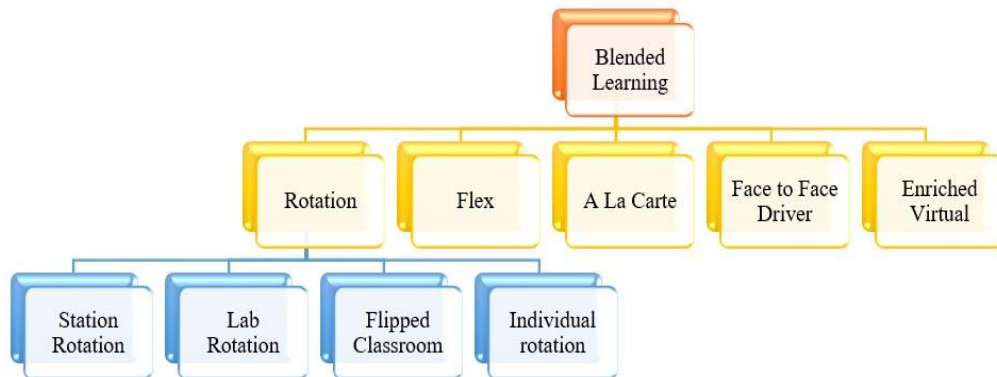 Blended
Learning
Rotation
Flex
A La Carte
Face to Face
Driver
Enriched
Virtual
Station
Rotation
Lab
Rotation
Flipped
Classroom
Individual
rotation